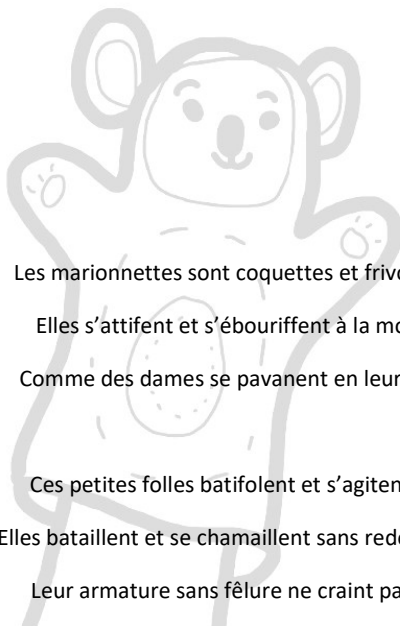 Les marionnettes sont coquettes et
Elles s’attifent et s’ébouriffent à la
Comme des dames se pavanent en
Ces petites folles batifolent et
Elles bataillent et se chamaillent sans
Leur armature sans fêlure ne craint